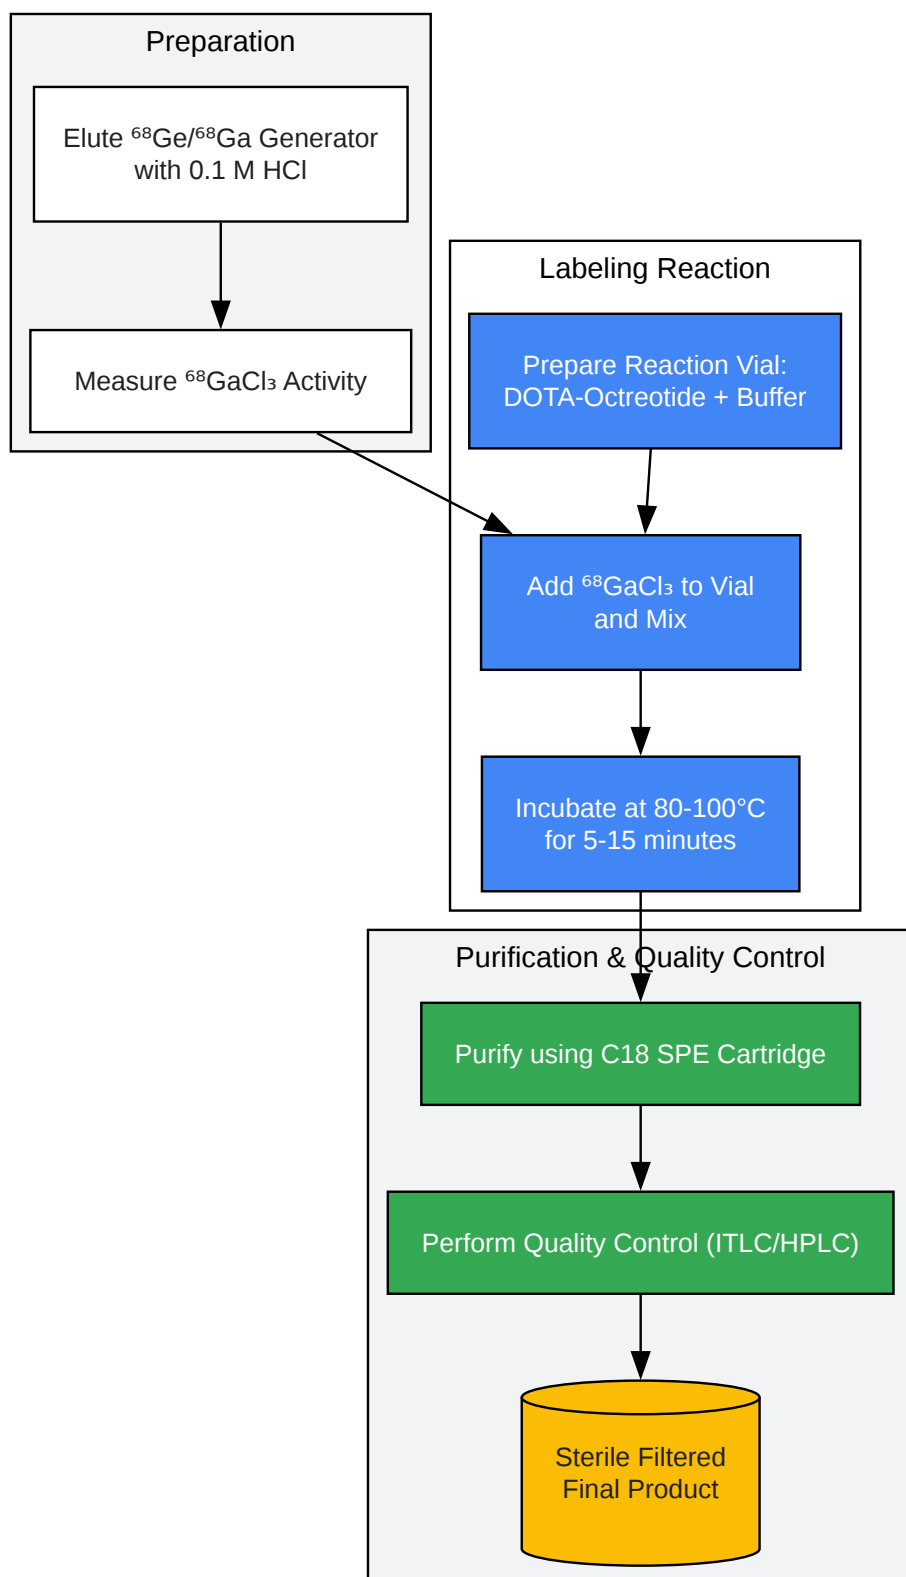 Preparation
Elute ⁶⁸Ge/⁶⁸Ga Generator
with 0.1 M HCl
Measure ⁶⁸GaCl₃ Activity
Labeling Reaction
Prepare Reaction Vial:
DOTA-Octreotide + Buffer
Add ⁶⁸GaCl₃ to Vial
and Mix
Incubate at 80-100°C
for 5-15 minutes
Purification & Quality Control
Purify using C18 SPE Cartridge
Perform Quality Control (ITLC/HPLC)
Sterile Filtered
Final Product